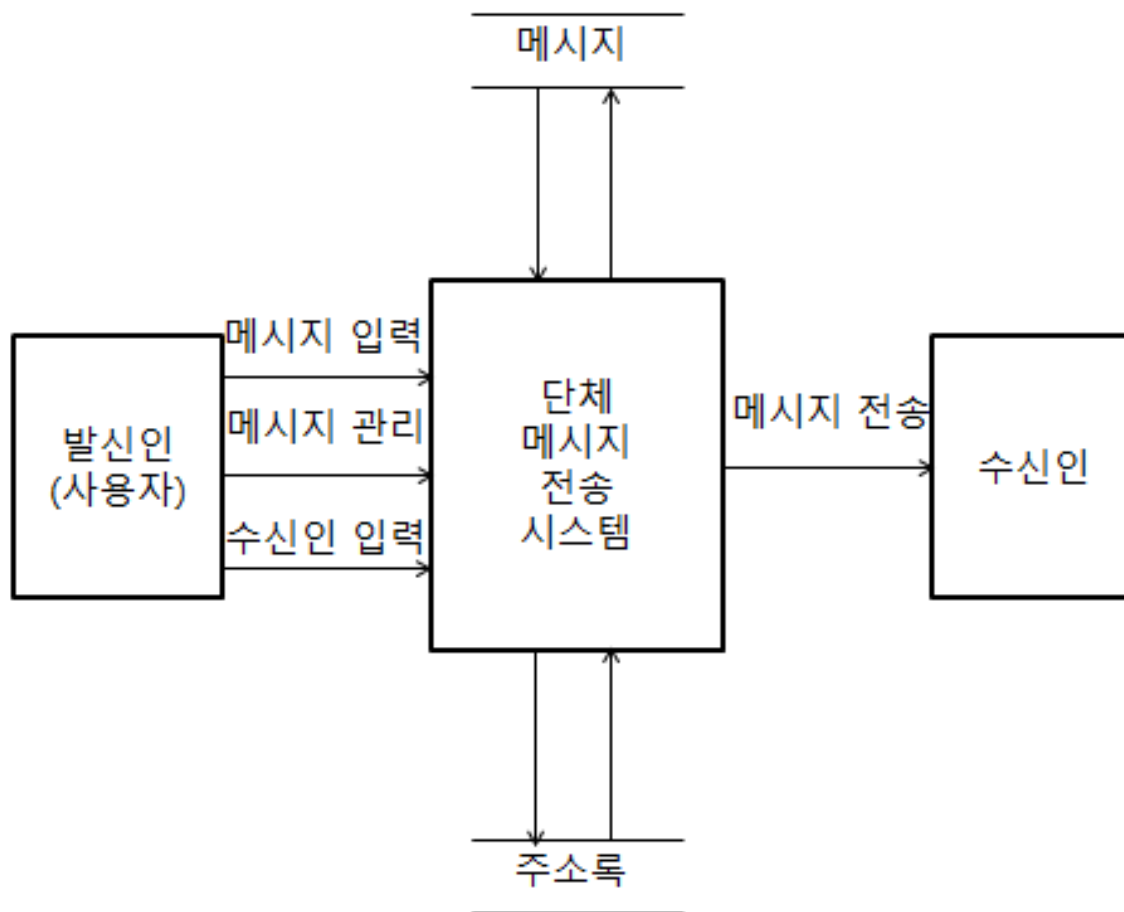 메시지
메시지 입력
메시지 관리
수신인 입력
발신인
(사용자)
단체
메시지
전송
시스템
메시지 전송
수신인
주소록